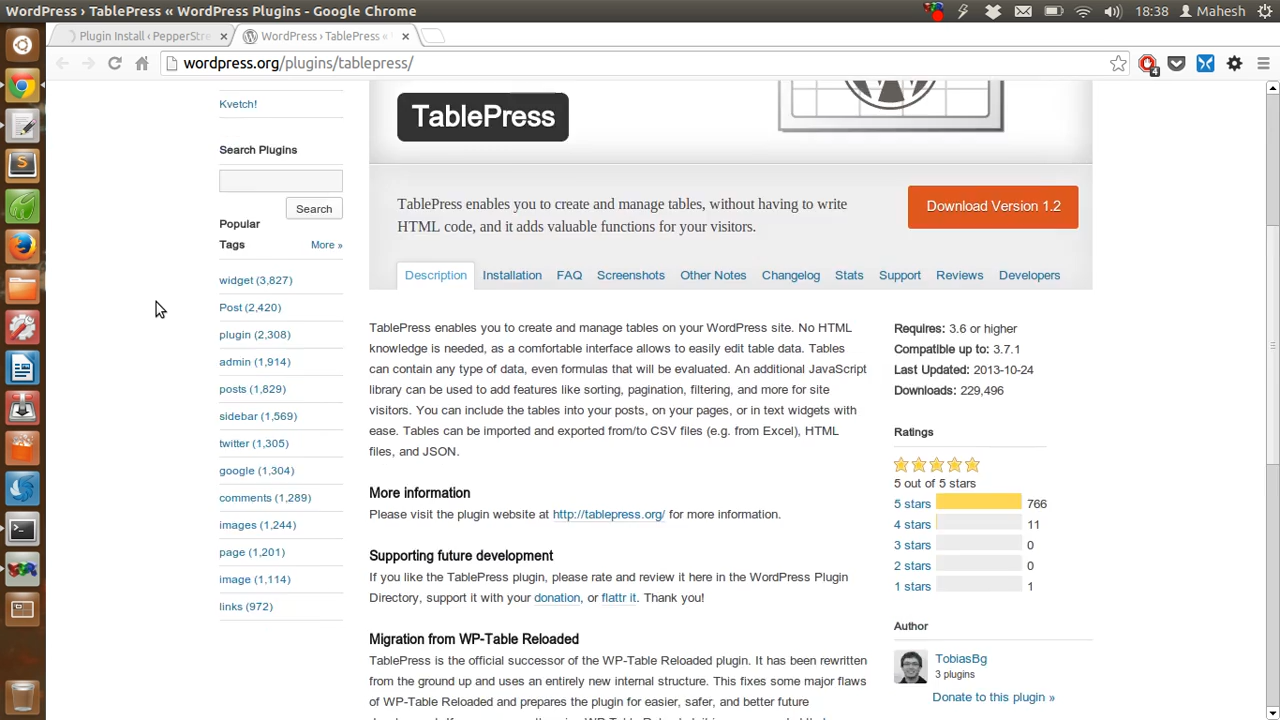 WordPress › TablePress « WordPress Plugins - Google Chrome
18:38
Mahesh
Plugin Install ‹ PepperStre
WordPress › TablePress «
wordpress.org/plugins/tablepress/
4
Kvetch!
Search Plugins
Search
Popular
Tags
More »
widget (3,827)
Post (2,420)
plugin (2,308)
admin (1,914)
posts (1,829)
sidebar (1,569)
twitter (1,305)
google (1,304)
comments (1,289)
images (1,244)
page (1,201)
image (1,114)
links (972)
TablePress
TablePress enables you to create and manage tables, without having to write
HTML code, and it adds valuable functions for your visitors.
Download Version 1.2
Description
Installation
FAQ
Screenshots
Other Notes
Changelog
Stats
Support
Reviews
Developers
TablePress enables you to create and manage tables on your WordPress site. No HTML
knowledge is needed, as a comfortable interface allows to easily edit table data. Tables
can contain any type of data, even formulas that will be evaluated. An additional JavaScript
library can be used to add features like sorting, pagination, filtering, and more for site
visitors. You can include the tables into your posts, on your pages, or in text widgets with
ease. Tables can be imported and exported from/to CSV files (e.g. from Excel), HTML
files, and JSON.
More information
Please visit the plugin website at http://tablepress.org/ for more information.
Supporting future development
If you like the TablePress plugin, please rate and review it here in the WordPress Plugin
Directory, support it with your donation, or flattr it. Thank you!
Migration from WP-Table Reloaded
TablePress is the official successor of the WP-Table Reloaded plugin. It has been rewritten
from the ground up and uses an entirely new internal structure. This fixes some major flaws
of WP-Table Reloaded and prepares the plugin for easier, safer, and better future
Requires: 3.6 or higher
Compatible up to: 3.7.1
Last Updated: 2013-10-24
Downloads: 229,496
Ratings
5 out of 5 stars
5 stars 766
4 stars 11
3 stars 0
2 stars 0
1 stars 1
Author
TobiasBg
3 plugins
Donate to this plugin »